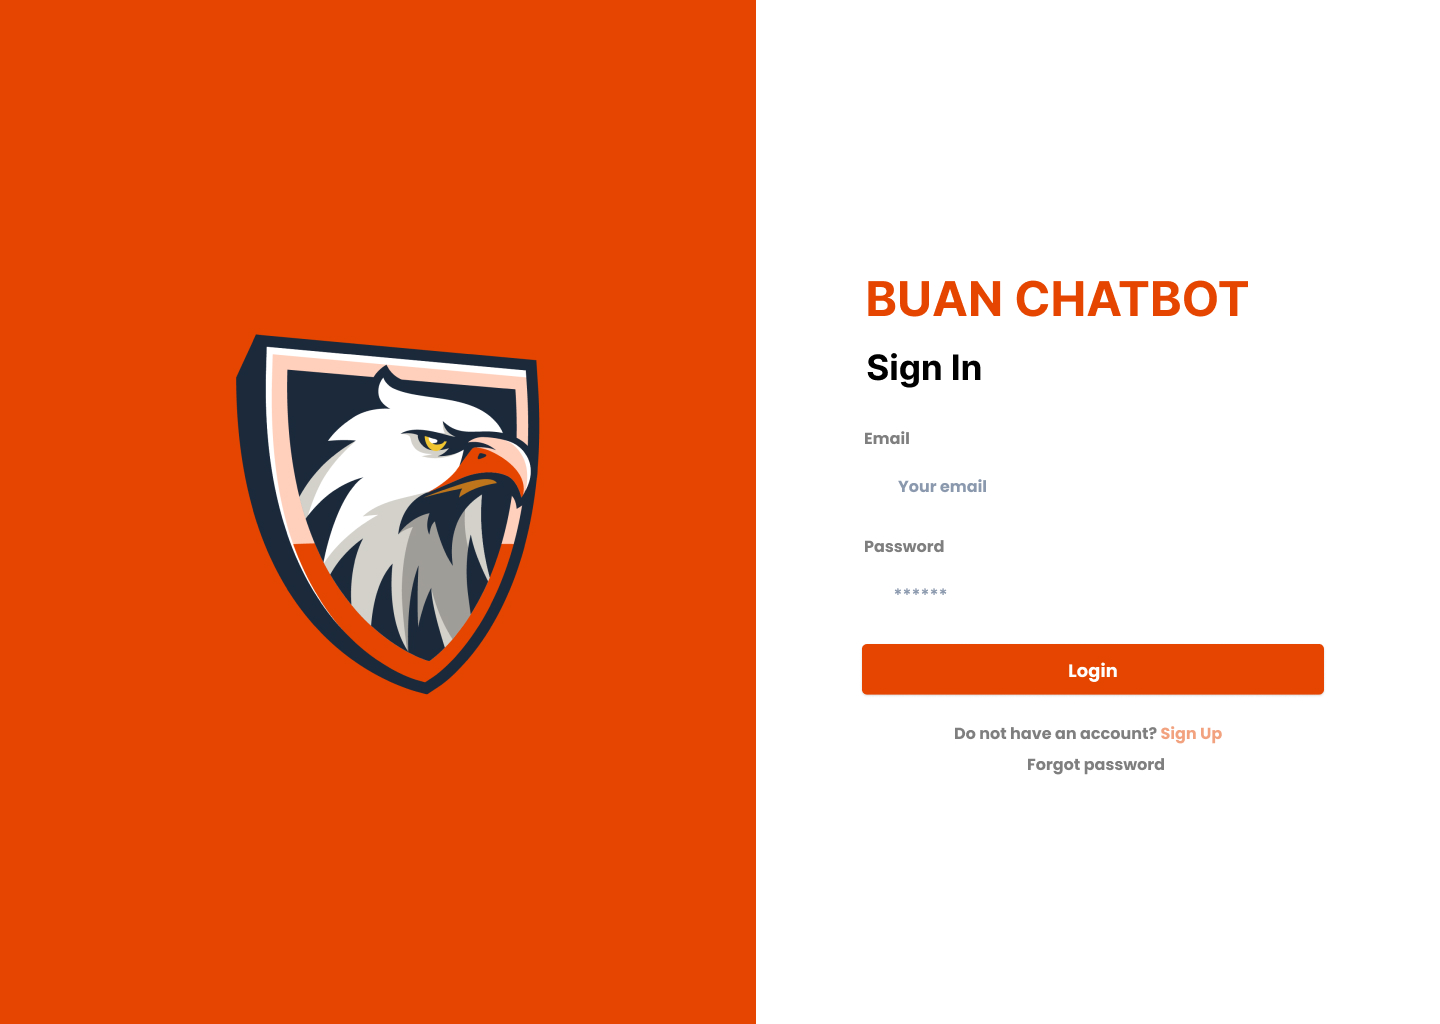 BUAN CHATBOT
Sign In
Email
Your email
Password
******
Login
Do not have an account? Sign Up
Forgot password